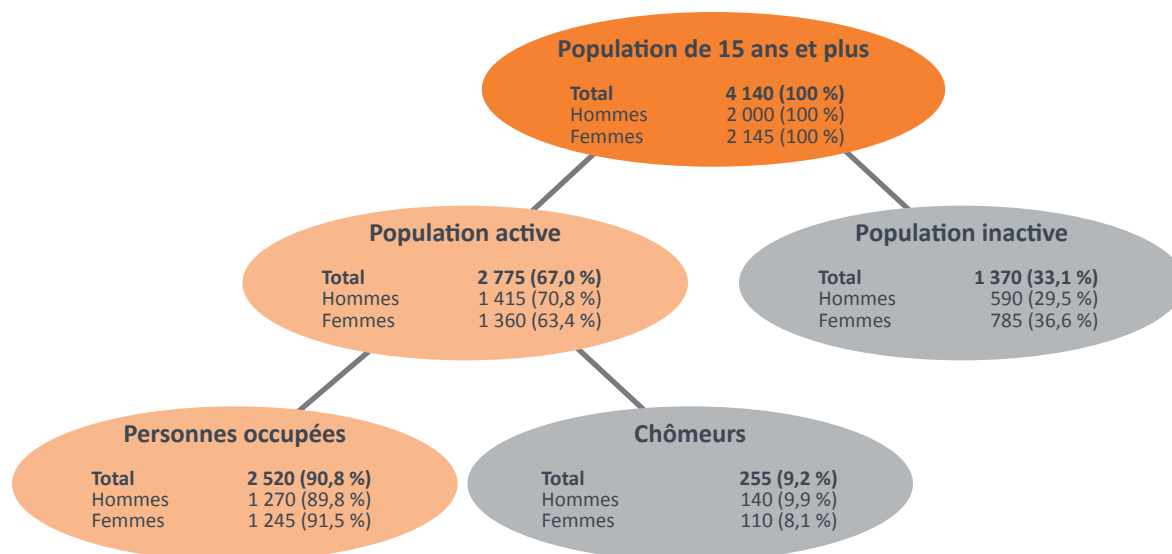 Population de 15 ans et plus
Total 4 140 (100 %)
Hommes 2 000 (100 %)
Femmes 2 145 (100 %)
Population active
Total 2 775 (67,0 %)
Hommes 1 415 (70,8 %)
Femmes 1 360 (63,4 %)
Population inactive
Total 1 370 (33,1 %)
Hommes 590 (29,5 %)
Femmes 785 (36,6 %)
Personnes occupées
Total 2 520 (90,8 %)
Hommes 1 270 (89,8 %)
Femmes 1 245 (91,5 %)
Chômeurs
Total 255 (9,2 %)
Hommes 140 (9,9 %)
Femmes 110 (8,1 %)